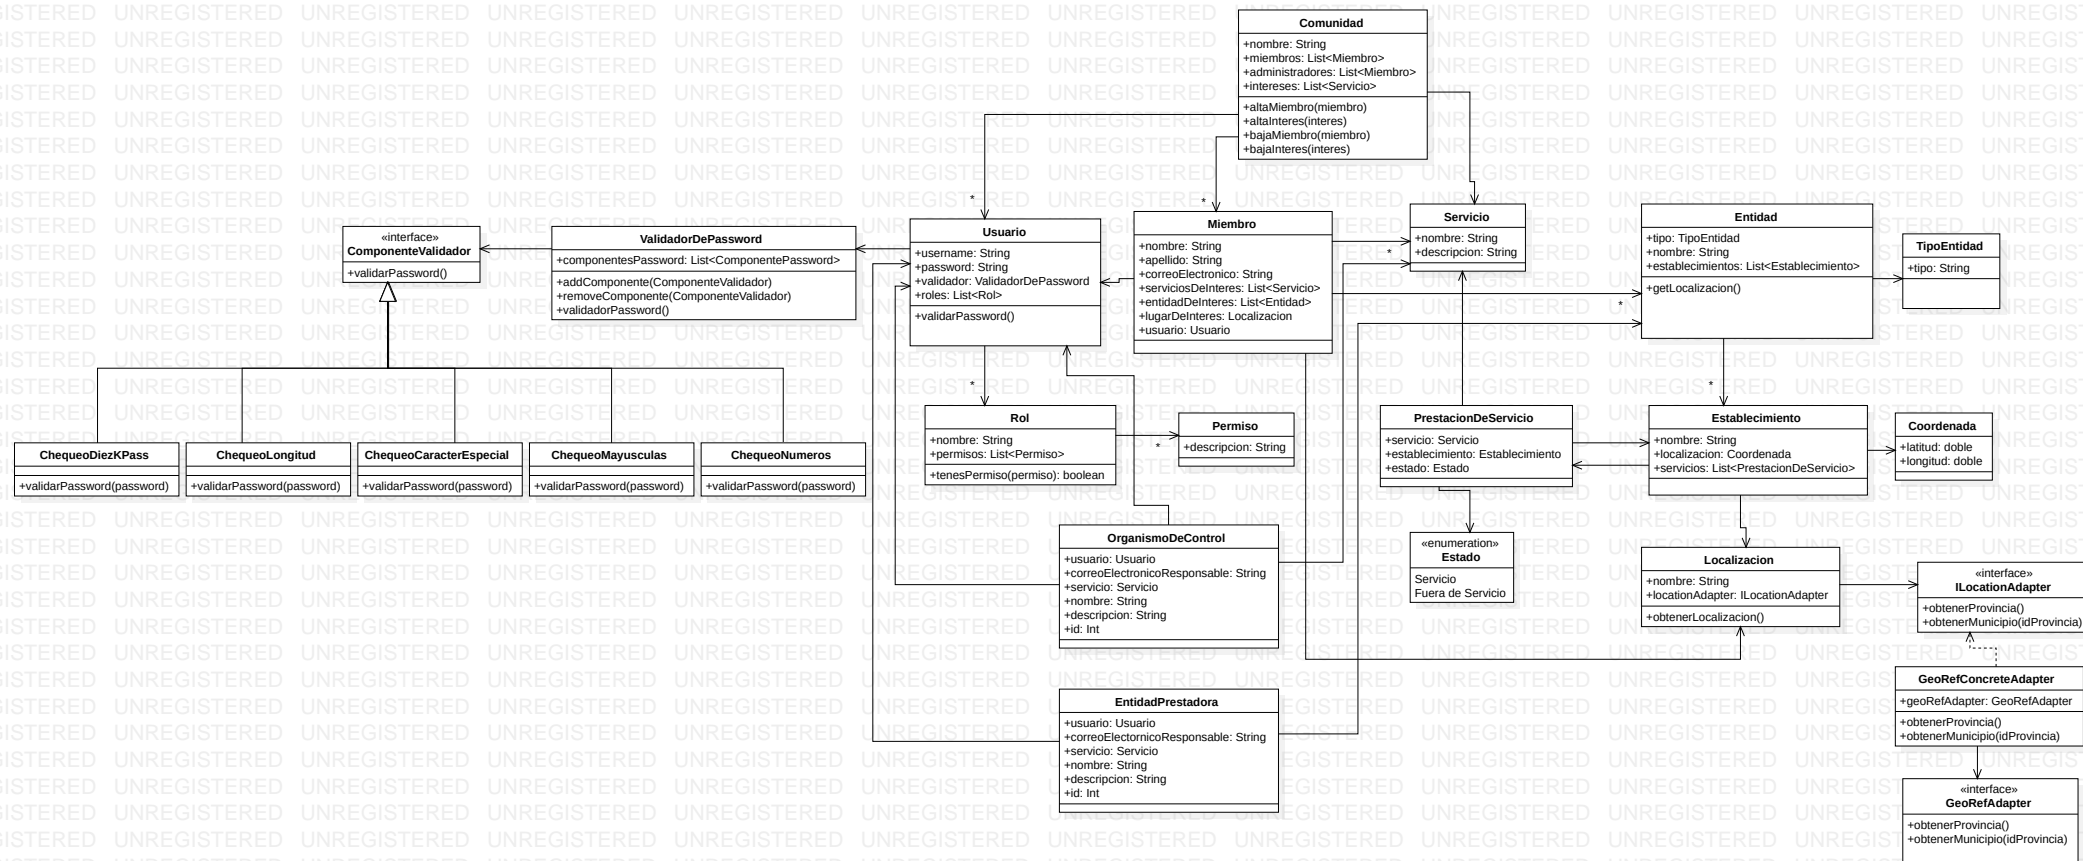 Comunidad
+nombre: String
+miembros: List<Miembro>
+administradores: List<Miembro>
+intereses: List<Servicio>
+altaMiembro(miembro)
+altaInteres(interes)
+bajaMiembro(miembro)
+bajaInteres(interes)
*
*
«interface»
ComponenteValidador
+validarPassword()
ValidadorDePassword
+componentesPassword: List<ComponentePassword>
+addComponente(ComponenteValidador)
+removeComponente(ComponenteValidador)
+validadorPassword()
Usuario
+username: String
+password: String
+validador: ValidadorDePassword
+roles: List<Rol>
+validarPassword()
Miembro
+nombre: String
+apellido: String
+correoElectronico: String
+serviciosDeInteres: List<Servicio>
+entidadDeInteres: List<Entidad>
+lugarDeInteres: Localizacion
+usuario: Usuario
*
Servicio
+nombre: String
+descripcion: String
*
Entidad
+tipo: TipoEntidad
+nombre: String
+establecimientos: List<Establecimiento>
+getLocalizacion()
TipoEntidad
+tipo: String
*
*
ChequeoDiezKPass
+validarPassword(password)
ChequeoLongitud
+validarPassword(password)
ChequeoCaracterEspecial
+validarPassword(password)
ChequeoMayusculas
+validarPassword(password)
ChequeoNumeros
+validarPassword(password)
Rol
+nombre: String
+permisos: List<Permiso>
+tenesPermiso(permiso): boolean
*
Permiso
+descripcion: String
PrestacionDeServicio
+servicio: Servicio
+establecimiento: Establecimiento
+estado: Estado
Establecimiento
+nombre: String
+localizacion: Coordenada
+servicios: List<PrestacionDeServicio>
Coordenada
+latitud: doble
+longitud: doble
OrganismoDeControl
+usuario: Usuario
+correoElectronicoResponsable: String
+servicio: Servicio
+nombre: String
+descripcion: String
+id: Int
«enumeration»
Estado
Servicio
Fuera de Servicio
Localizacion
+nombre: String
+locationAdapter: ILocationAdapter
+obtenerLocalizacion()
«interface»
ILocationAdapter
+obtenerProvincia()
+obtenerMunicipio(idProvincia)
EntidadPrestadora
+usuario: Usuario
+correoElectornicoResponsable: String
+servicio: Servicio
+nombre: String
+descripcion: String
+id: Int
GeoRefConcreteAdapter
+geoRefAdapter: GeoRefAdapter
+obtenerProvincia()
+obtenerMunicipio(idProvincia)
«interface»
GeoRefAdapter
+obtenerProvincia()
+obtenerMunicipio(idProvincia)
UNREGISTERED